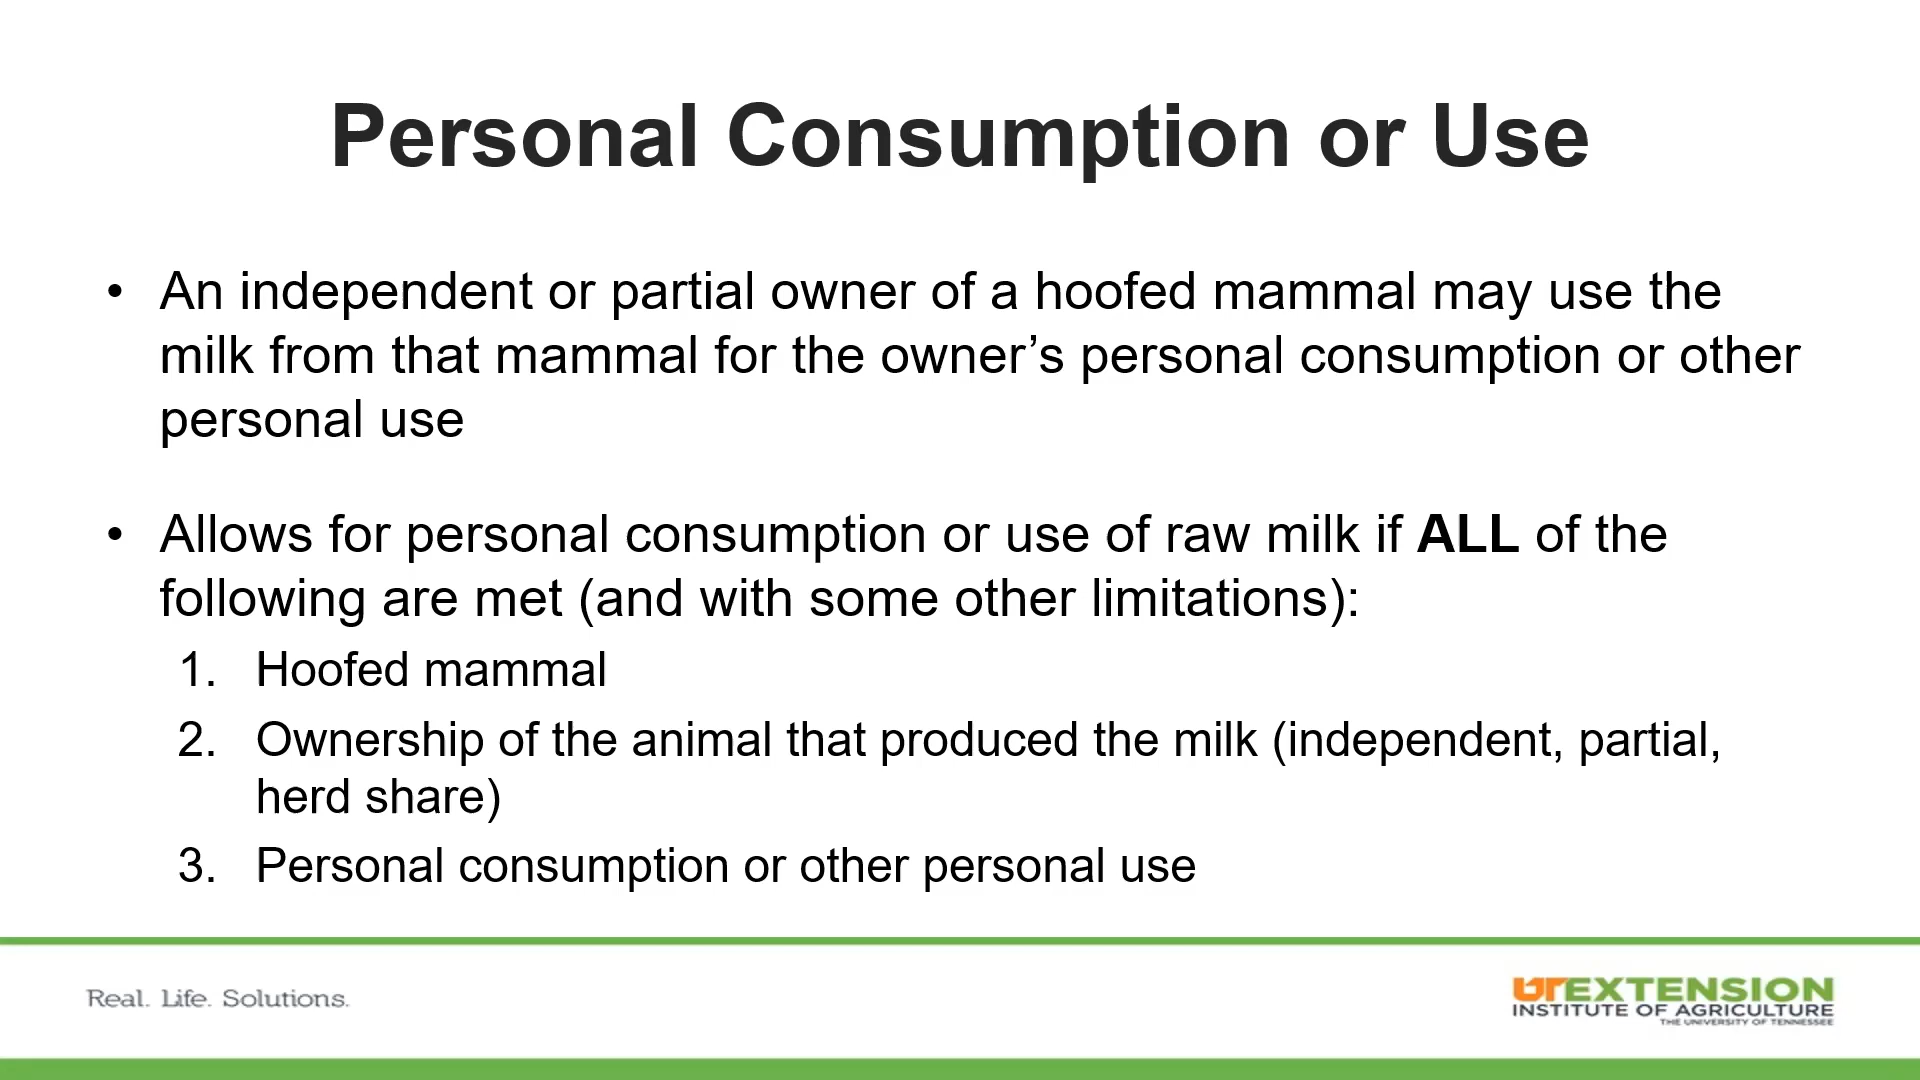 Personal Consumption or Use
• An independent or partial owner of a hoofed mammal may use the
milk from that mammal for the owner’s personal consumption or other
personal use
• Allows for personal consumption or use of raw milk if ALL of the
following are met (and with some other limitations):
1. Hoofed mammal
2. Ownership of the animal that produced the milk (independent, partial,
herd share)
3. Personal consumption or other personal use
Real. Life. Solutions.
UTEXTENSION
INSTITUTE OF AGRICULTURE
THE UNIVERSITY OF TENNESSEE